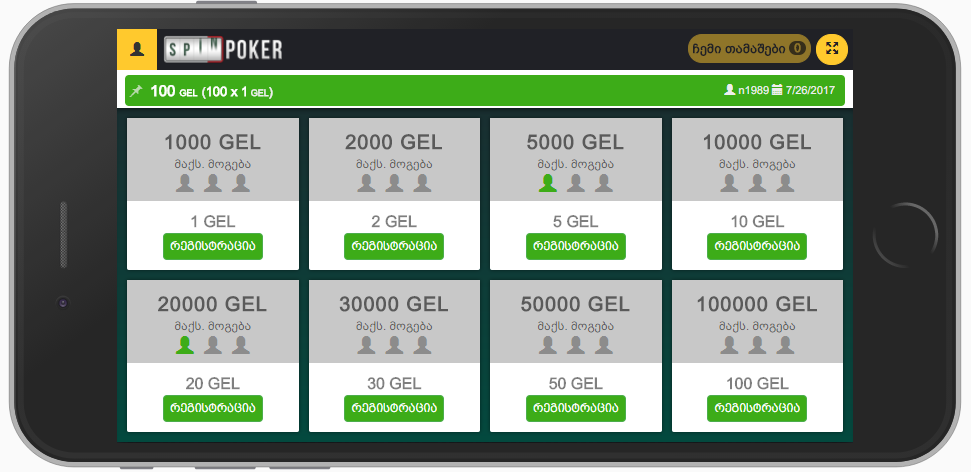 SPIN POKER
ჩემი თამაშები 0
100 GEL (100 x 1 GEL)
n1989 7/26/2017
1000 GEL
მაქს. მოგება
1 GEL
რეგისტრაცია
2000 GEL
მაქს. მოგება
2 GEL
რეგისტრაცია
5000 GEL
მაქს. მოგება
5 GEL
რეგისტრაცია
10000 GEL
მაქს. მოგება
10 GEL
რეგისტრაცია
20000 GEL
მაქს. მოგება
20 GEL
რეგისტრაცია
30000 GEL
მაქს. მოგება
30 GEL
რეგისტრაცია
50000 GEL
მაქს. მოგება
50 GEL
რეგისტრაცია
100000 GEL
მაქს. მოგება
100 GEL
რეგისტრაცია